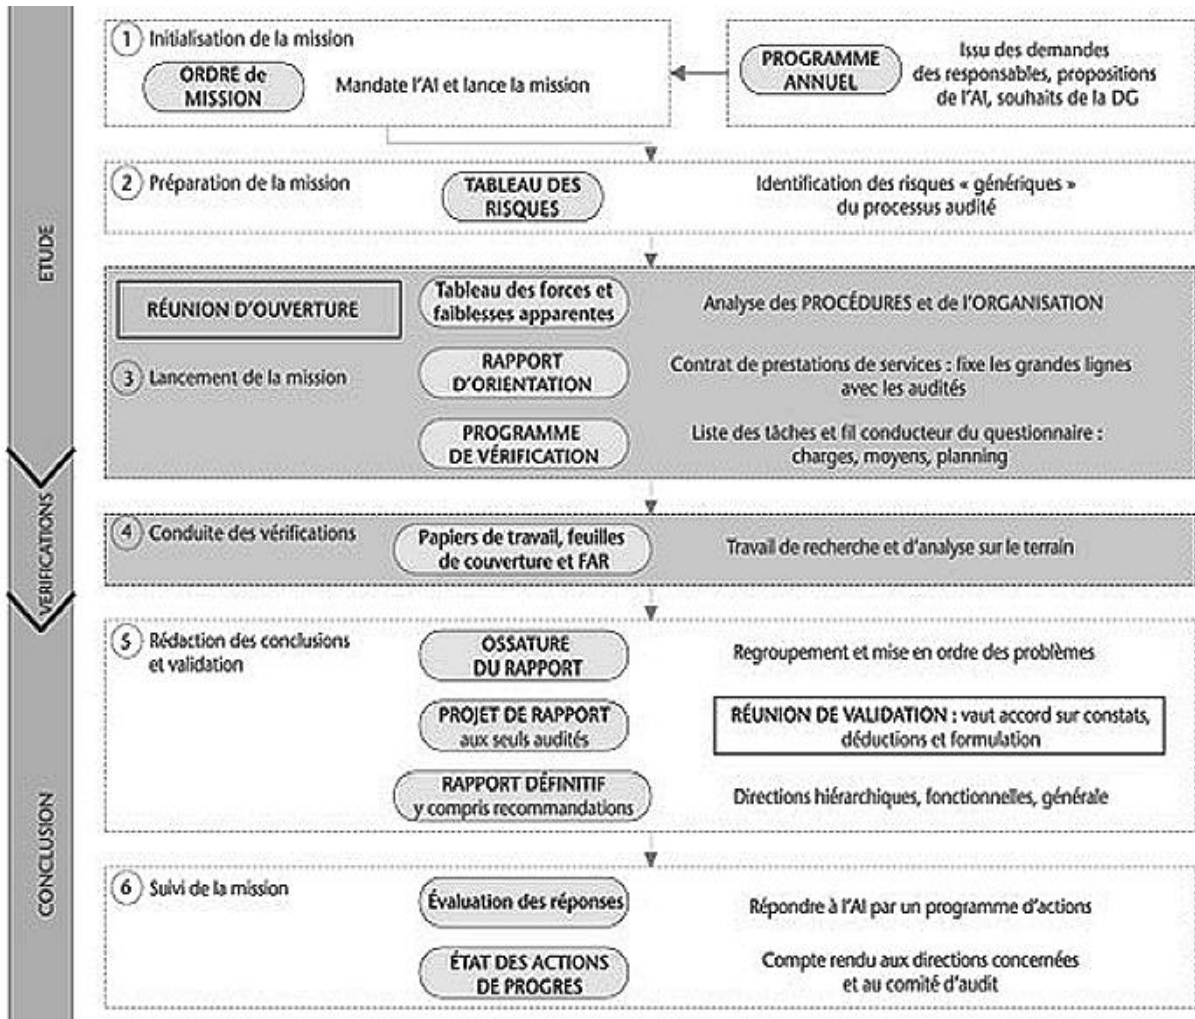 ETUDE
VÉRIFICATIONS
CONCLUSION
1 Initialisation de la mission
ORDRE de
MISSION
Mandate l'AI et lance la mission
PROGRAMME
ANNUEL
Issu des demandes
des responsables, propositions
de l'AI, souhaits de la DG
2 Préparation de la mission
TABLEAU DES
RISQUES
Identification des risques « génériques »
du processus audité
RÉUNION D'OUVERTURE
Tableau des forces et
faiblesses apparentes
Analyse des PROCÉDURES et de l'ORGANISATION
3 Lancement de la mission
RAPPORT
D'ORIENTATION
Contrat de prestations de services : fixe les grandes lignes
avec les audités
PROGRAMME
DE VÉRIFICATION
Liste des tâches et fil conducteur du questionnaire :
charges, moyens, planning
4 Conduite des vérifications
Papiers de travail, feuilles
de couverture et FAR
Travail de recherche et d'analyse sur le terrain
5 Rédaction des conclusions
et validation
OSSATURE
DU RAPPORT
Regroupement et mise en ordre des problèmes
PROJET DE RAPPORT
aux seuls audités
RÉUNION DE VALIDATION : vaut accord sur constats,
déductions et formulation
RAPPORT DÉFINITIF
y compris recommandations
Directions hiérarchiques, fonctionnelles, générale
6 Suivi de la mission
Évaluation des réponses
Répondre à l'AI par un programme d'actions
ÉTAT DES ACTIONS
DE PROGRES
Compte rendu aux directions concernées
et au comité d'audit